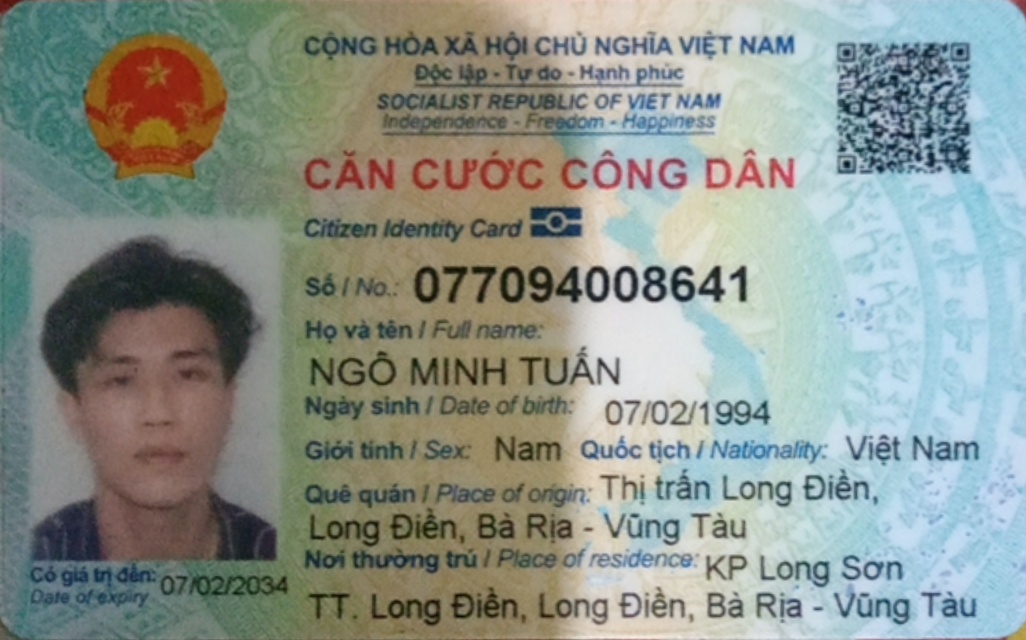 CỘNG HÒA XÃ HỘI CHỦ NGHĨA VIỆT NAM
Độc lập - Tự do - Hạnh phúc
SOCIALIST REPUBLIC OF VIET NAM
Independence - Freedom - Happiness
CĂN CƯỚC CÔNG DÂN
Citizen Identity Card
Số / No.: 077094008641
Họ và tên / Full name:
NGÔ MINH TUẤN
Ngày sinh / Date of birth: 07/02/1994
Giới tính / Sex: Nam Quốc tịch / Nationality: Việt Nam
Quê quán / Place of origin: Thị trấn Long Điền,
Long Điền, Bà Rịa - Vũng Tàu
Nơi thường trú / Place of residence: KP Long Sơn
TT. Long Điền, Long Điền, Bà Rịa - Vũng Tàu
Có giá trị đến: 07/02/2034
Date of expiry